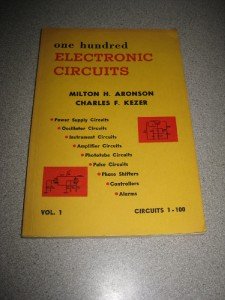 one hundred
ELECTRONIC
CIRCUITS
MILTON H. ARONSON
CHARLES F. KEZER
• Power Supply Circuits
• Oscillator Circuits
• Instrument Circuits
• Amplifier Circuits
• Phototube Circuits
• Pulse Circuits
• Phase Shifters
• Controllers
• Alarms
VOL. 1
CIRCUITS 1-100